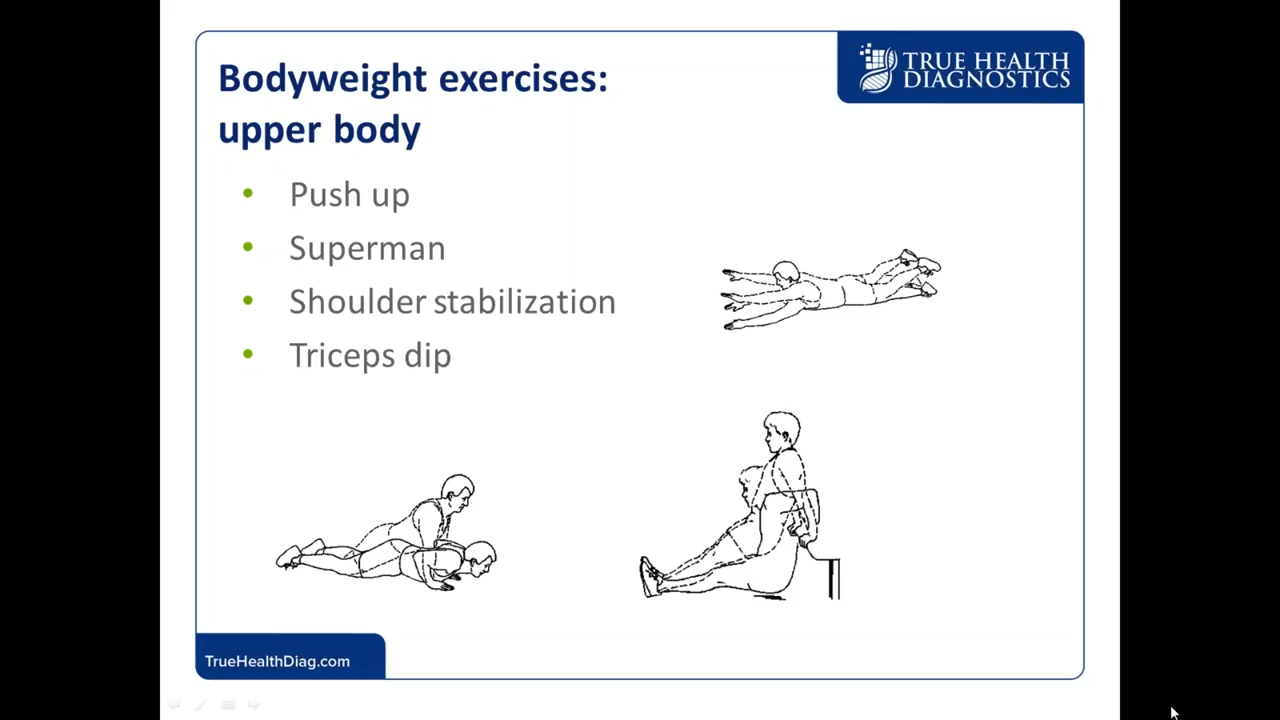 Bodyweight exercises:
upper body
TRUE HEALTH
DIAGNOSTICS
• Push up
• Superman
• Shoulder stabilization
• Triceps dip
TrueHealthDiag.com